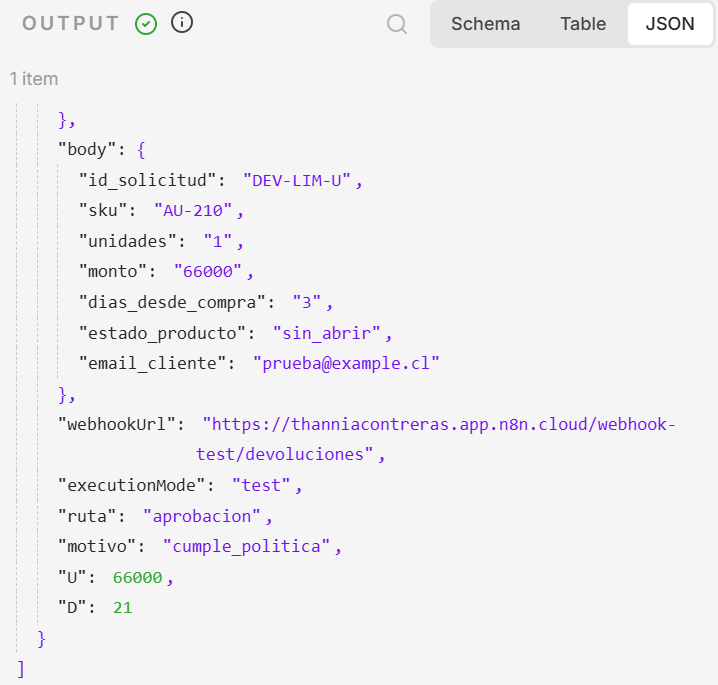 OUTPUT
Schema Table JSON
1 item
},
"body": {
"id_solicitud": "DEV-LIM-U",
"sku": "AU-210",
"unidades": "1",
"monto": "66000",
"dias_desde_compra": "3",
"estado_producto": "sin_abrir",
"email_cliente": "prueba@example.cl"
},
"webhookUrl": "https://thanniacontreras.app.n8n.cloud/webhook-
test/devoluciones",
"executionMode": "test",
"ruta": "aprobacion",
"motivo": "cumple_politica",
"U": 66000,
"D": 21
}
]